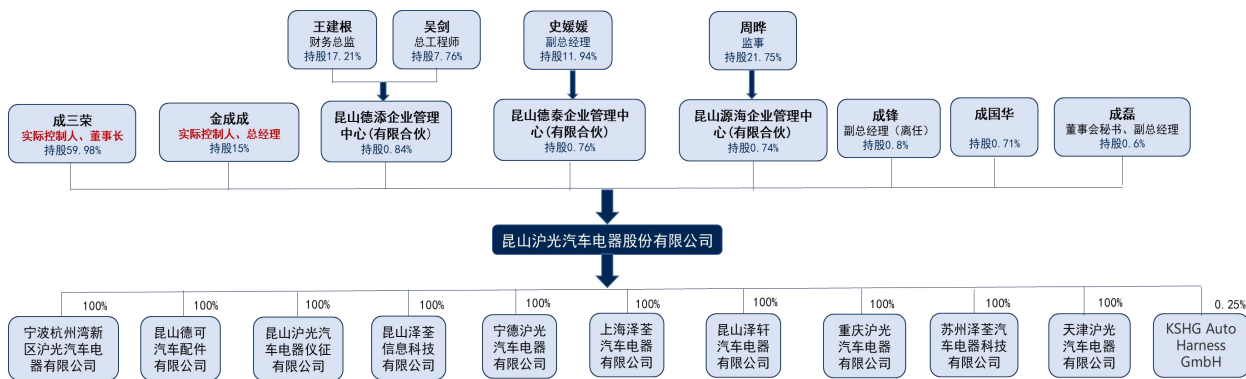 王建根
财务总监
持股17.21%
吴剑
总工程师
持股7.76%
史媛媛
副总经理
持股11.94%
周晔
监事
持股21.75%
成三荣
实际控制人、董事长
持股59.98%
金成成
实际控制人、总经理
持股15%
昆山德添企业管理
中心(有限合伙)
持股0.84%
昆山德泰企业管理中
心(有限合伙)
持股0.76%
昆山源海企业管理中
心(有限合伙)
持股0.74%
成锋
副总经理（离任）
持股0.8%
成国华
持股0.71%
成磊
董事会秘书、副总经理
持股0.6%
昆山沪光汽车电器股份有限公司
100%
100%
100%
100%
100%
100%
100%
100%
100%
100%
0.25%
宁波杭州湾新
区沪光汽车电
器有限公司
昆山德可
汽车配件
有限公司
昆山沪光汽
车电器仪征
有限公司
昆山泽荃
信息科技
有限公司
宁德沪光
汽车电器
有限公司
上海泽荃
汽车电器
有限公司
昆山泽轩
汽车电器
有限公司
重庆沪光
汽车电器
有限公司
苏州泽荃汽
车电器科技
有限公司
天津沪光
汽车电器
有限公司
KSHG Auto
Harness
GmbH